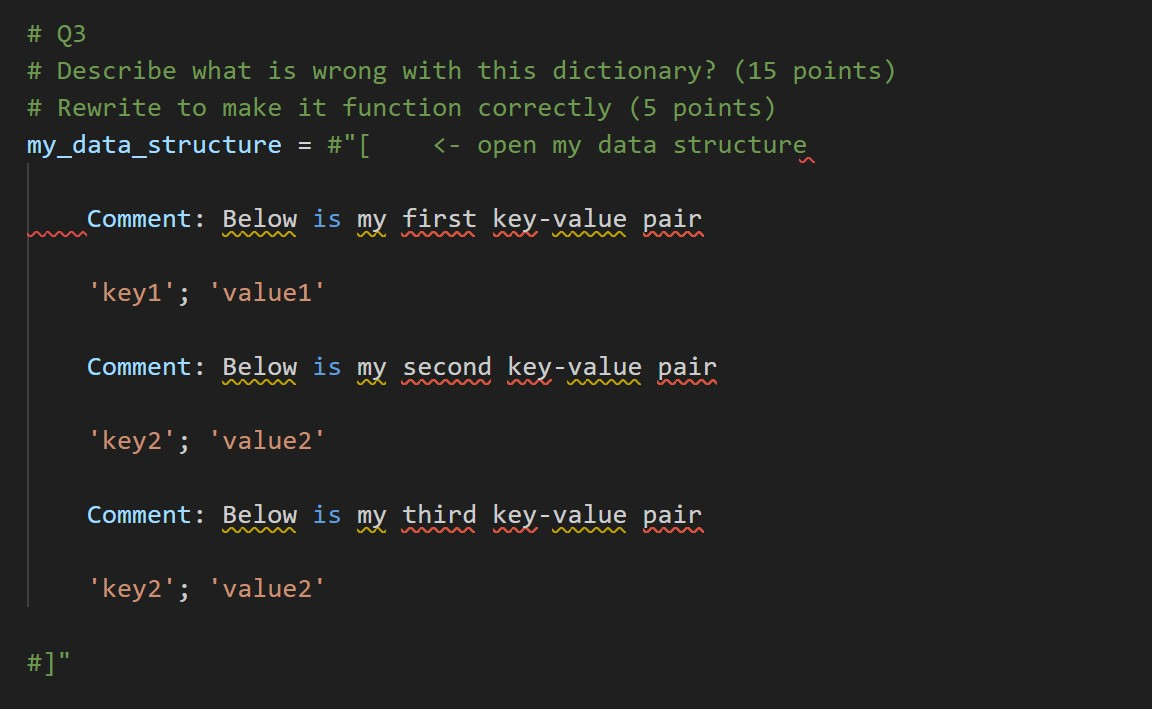 # Q3
# Describe what is wrong with this dictionary? (15 points)
# Rewrite to make it function correctly (5 points)
my_data_structure = #"[    <- open my data structure
Comment: Below is my first key-value pair
'key1'; 'value1'
Comment: Below is my second key-value pair
'key2'; 'value2'
Comment: Below is my third key-value pair
'key2'; 'value2'
#]"